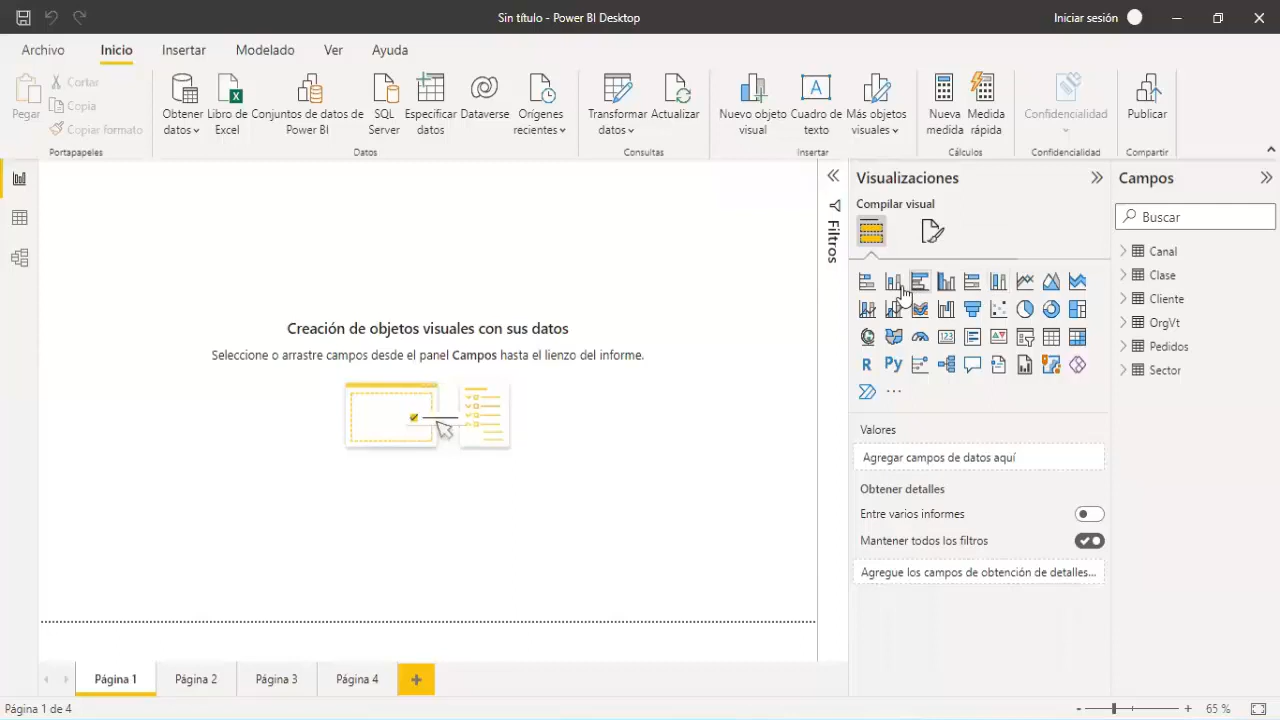 Sin título - Power BI Desktop
Iniciar sesión
Archivo
Inicio
Insertar
Modelado
Ver
Ayuda
Pegar
Cortar
Copia
Copiar formato
Portapapeles
Obtener datos
Libro de Excel
Conjuntos de datos de Power BI
SQL Server
Especificar datos
Dataverse
Orígenes recientes
Datos
Transformar datos
Actualizar
Consultas
Nuevo objeto visual
Cuadro de texto
Más objetos visuales
Insertar
Nueva medida
Medida rápida
Cálculos
Confidencialidad
Confidencialidad
Publicar
Compartir
Creación de objetos visuales con sus datos
Seleccione o arrastre campos desde el panel Campos hasta el lienzo del informe.
Filtros
Visualizaciones
Compilar visual
123
R
Py
...
Valores
Agregar campos de datos aquí
Obtener detalles
Entre varios informes
Mantener todos los filtros
Agregue los campos de obtención de detalles...
Campos
Buscar
Canal
Clase
Cliente
OrgVt
Pedidos
Sector
Página 1
Página 2
Página 3
Página 4
+
Página 1 de 4
- + 65 %